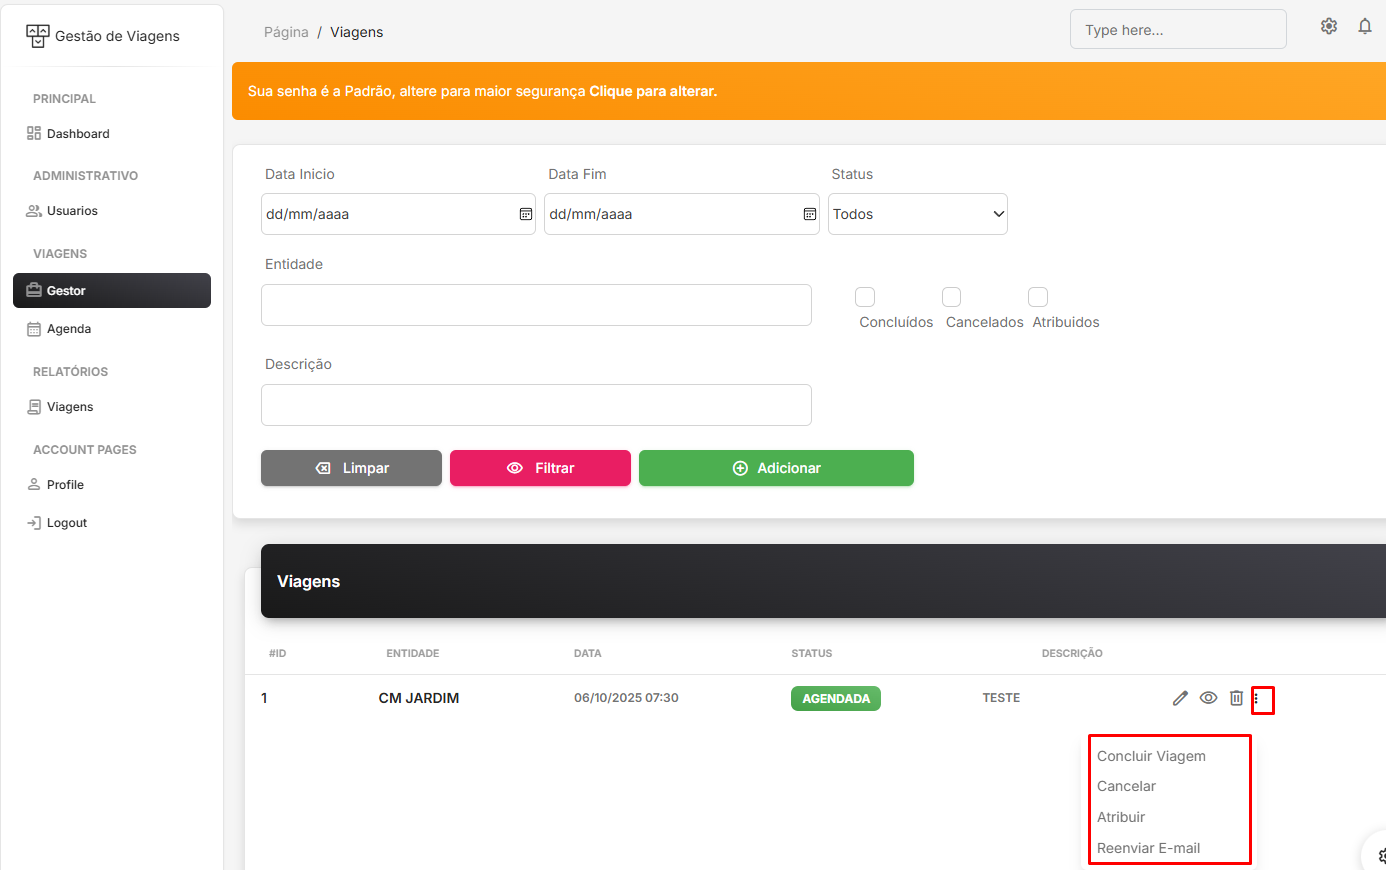 Gestão de Viagens
Página / Viagens
Type here...
Sua senha é a Padrão, altere para maior segurança Clique para alterar.
PRINCIPAL
Dashboard
ADMINISTRATIVO
Usuarios
VIAGENS
Gestor
Agenda
RELATÓRIOS
Viagens
ACCOUNT PAGES
Profile
Logout
Data Inicio Data Fim Status
dd/mm/aaaa dd/mm/aaaa Todos
Entidade
Concluídos Cancelados Atribuidos
Descrição
Limpar Filtrar Adicionar
Viagens
#ID ENTIDADE DATA STATUS DESCRIÇÃO
1 CM JARDIM 06/10/2025 07:30 AGENDADA TESTE
Concluir Viagem
Cancelar
Atribuir
Reenviar E-mail